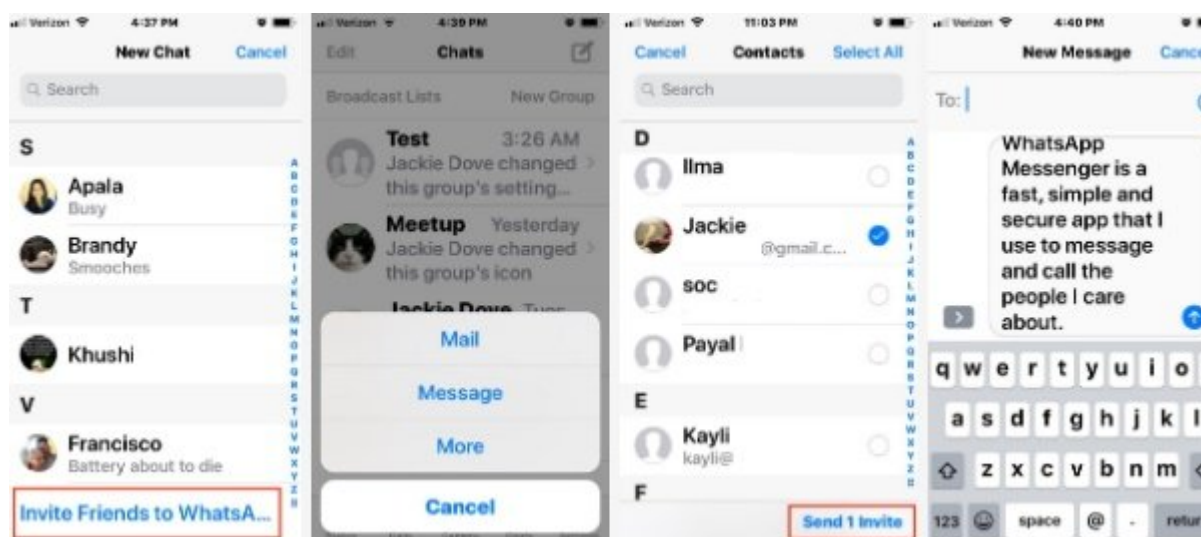 Verizon 4:37 PM
New Chat Cancel
Search
S
Apala
Busy
Brandy
Smooches
T
Khushi
V
Francisco
Battery about to die
Invite Friends to WhatsA...
A
B
C
D
E
F
G
H
I
J
K
L
M
N
O
P
Q
R
S
T
U
V
W
X
Y
Z
#
Verizon 4:39 PM
Edit Chats
Broadcast Lists New Group
Test 3:26 AM
Jackie Dove changed
this group's setting...
Meetup Yesterday
Jackie Dove changed
this group's icon
Jackie Dove Tues
Mail
Message
More
Cancel
Verizon 11:03 PM
Cancel Contacts Select All
Search
D
Ilma
Jackie
@gmail.c...
soc
Payal
E
Kayli
kayli@
F
Send 1 Invite
A
B
C
D
E
F
G
H
I
J
K
L
M
N
O
P
Q
R
S
T
U
V
W
X
Y
Z
#
Verizon 4:40 PM
New Message Cance
To:
WhatsApp
Messenger is a
fast, simple and
secure app that I
use to message
and call the
people I care
about.
q w e r t y u i o
a s d f g h j k l
z x c v b n m
123 space @ . retur